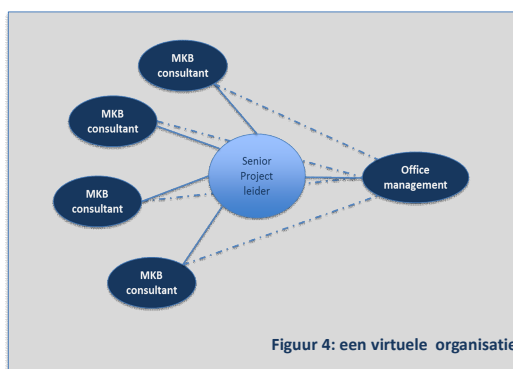 MKB
consultant
MKB
consultant
Senior
Project
leider
Office
management
MKB
consultant
MKB
consultant
Figuur 4: een virtuele organisatie